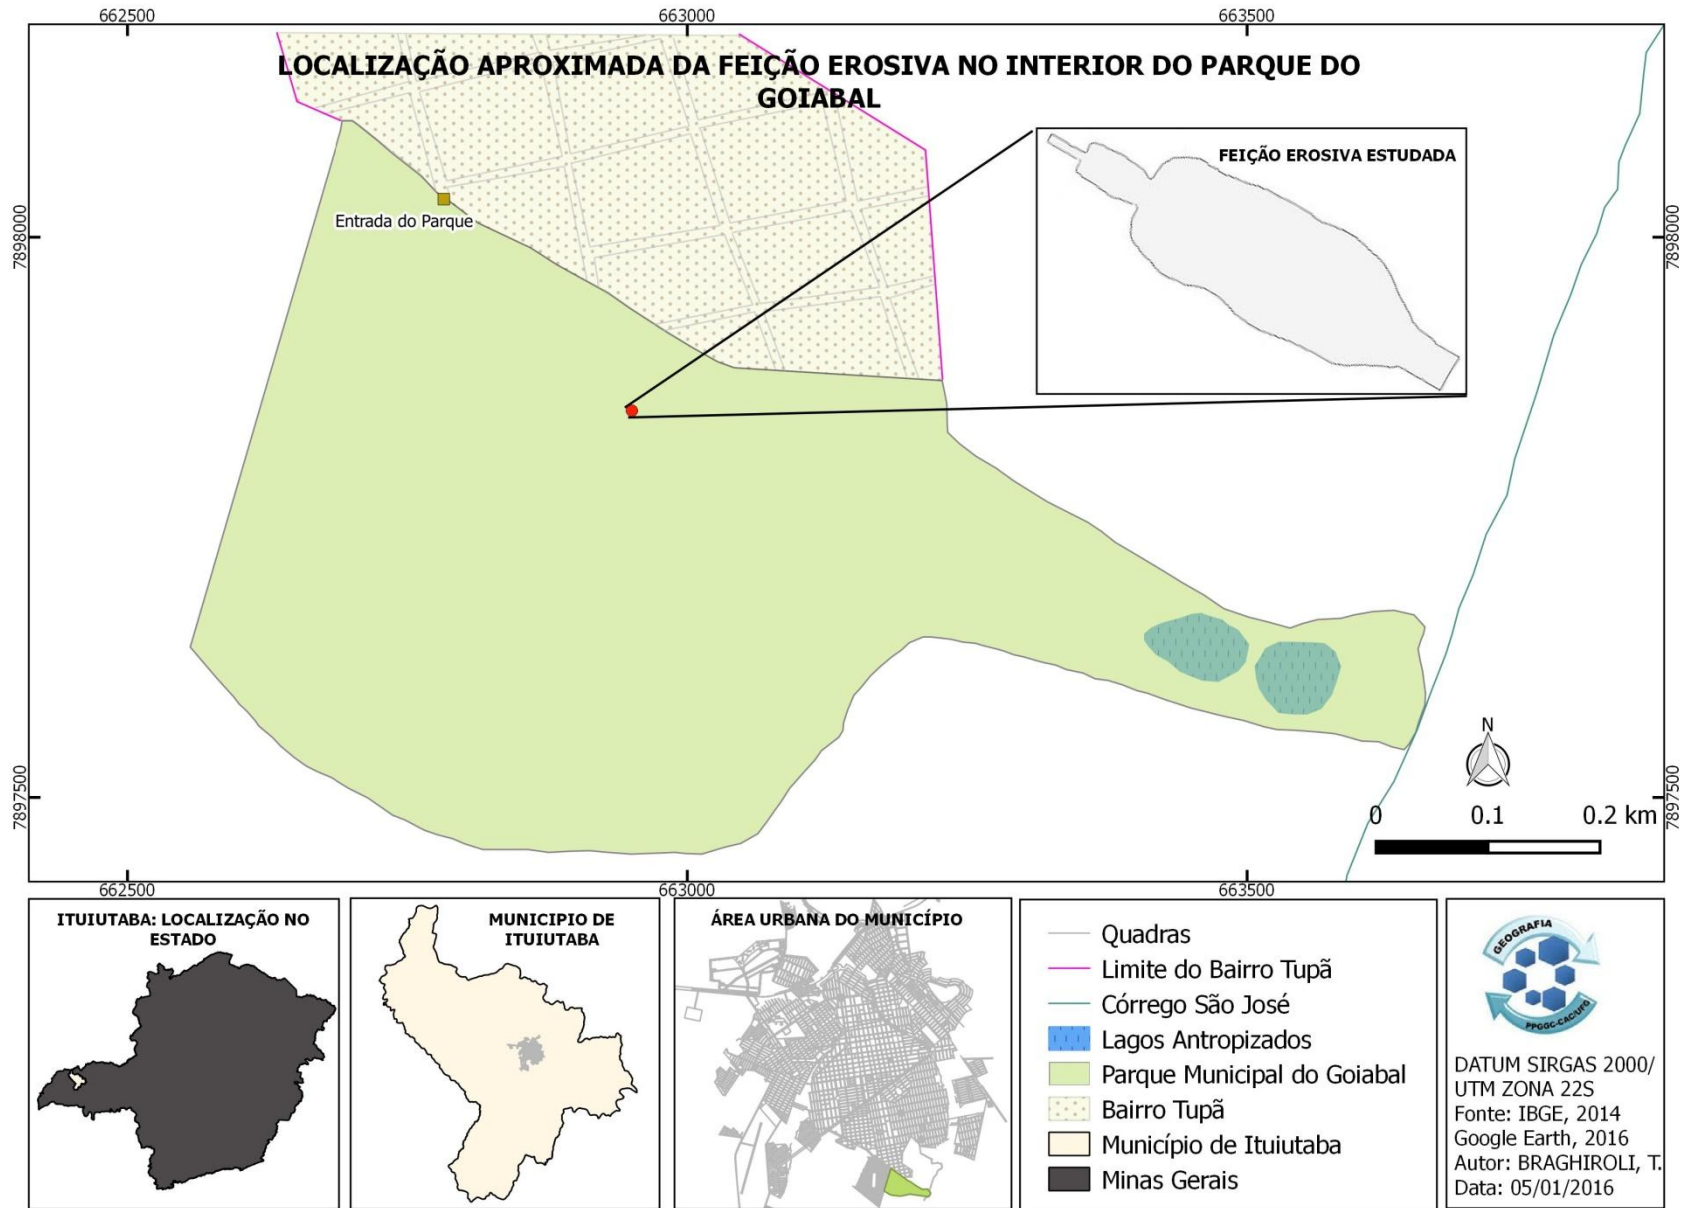 662500
663000
663500
LOCALIZAÇÃO APROXIMADA DA FEIÇÃO EROSIVA NO INTERIOR DO PARQUE DO
GOIABAL
FEIÇÃO EROSIVA ESTUDADA
Entrada do Parque
7898000
7898000
N
7897500
7897500
0
0.1
0.2 km
662500
663000
663500
ITUIUTABA: LOCALIZAÇÃO NO
ESTADO
MUNICIPIO DE
ITUIUTABA
ÁREA URBANA DO MUNICÍPIO
Quadras
Limite do Bairro Tupã
Córrego São José
Lagos Antropizados
Parque Municipal do Goiabal
Bairro Tupã
Município de Ituiutaba
Minas Gerais
GEOGRAFIA
PPGGC-CAC/UFG
DATUM SIRGAS 2000/
UTM ZONA 22S
Fonte: IBGE, 2014
Google Earth, 2016
Autor: BRAGHIROLI, T.
Data: 05/01/2016